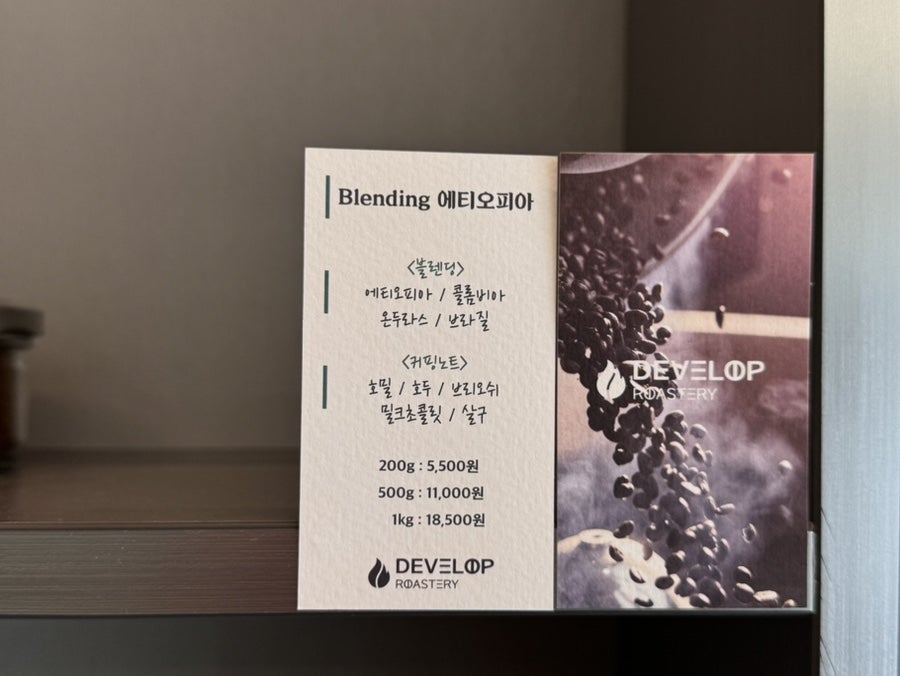 Blending 에티오피아
<블렌딩>
에티오피아 / 콜롬비아
온두라스 / 브라질
<커핑노트>
호밀 / 호두 / 브리오쉬
밀크초콜릿 / 살구
200g : 5,500원
500g : 11,000원
1kg : 18,500원
DEVELOP
ROASTERY
DEVELOP
ROASTERY